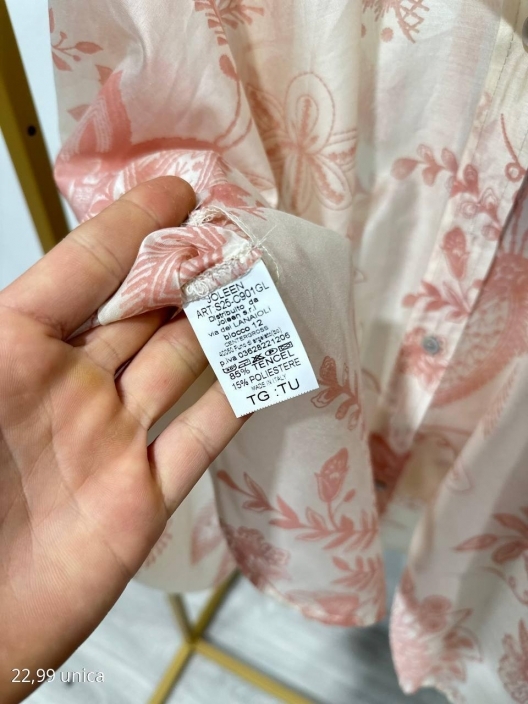 JOLEEN
ART S25-C901GL
Distribuito da
Joleen s.r.l
via dei LANAIOLI
blocco 12
CENTERGROSS
p.iva 03628221206
85% TENCEL
15% POLIESTERE
MADE IN ITALY
TG :TU
22,99 unica